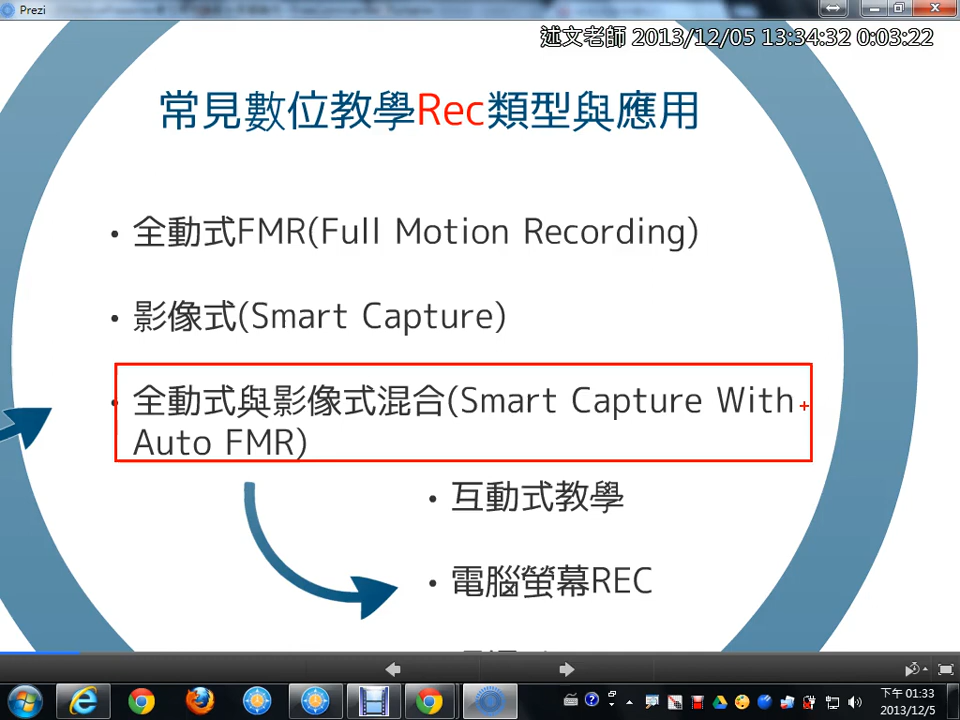 Prezi
述文老師 2013/12/05 13:34:32 0:03:22
常見數位教學Rec類型與應用
• 全動式FMR(Full Motion Recording)
• 影像式(Smart Capture)
• 全動式與影像式混合(Smart Capture With
Auto FMR)
• 互動式教學
• 電腦螢幕REC
下午 01:33
2013/12/5